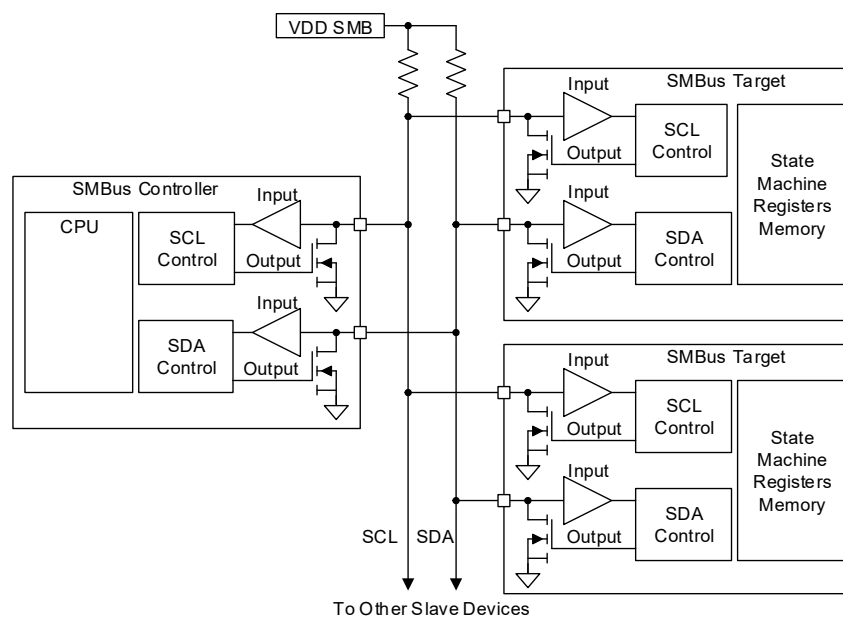 VDD SMB
SMBus Target
Input
SCL
Control
Output
State
Machine
Registers
Memory
Input
SDA
Control
Output
SMBus Controller
CPU
Input
SCL
Control
Output
Input
SDA
Control
Output
SMBus Target
Input
SCL
Control
Output
State
Machine
Registers
Memory
Input
SDA
Control
Output
SCL
SDA
To Other Slave Devices